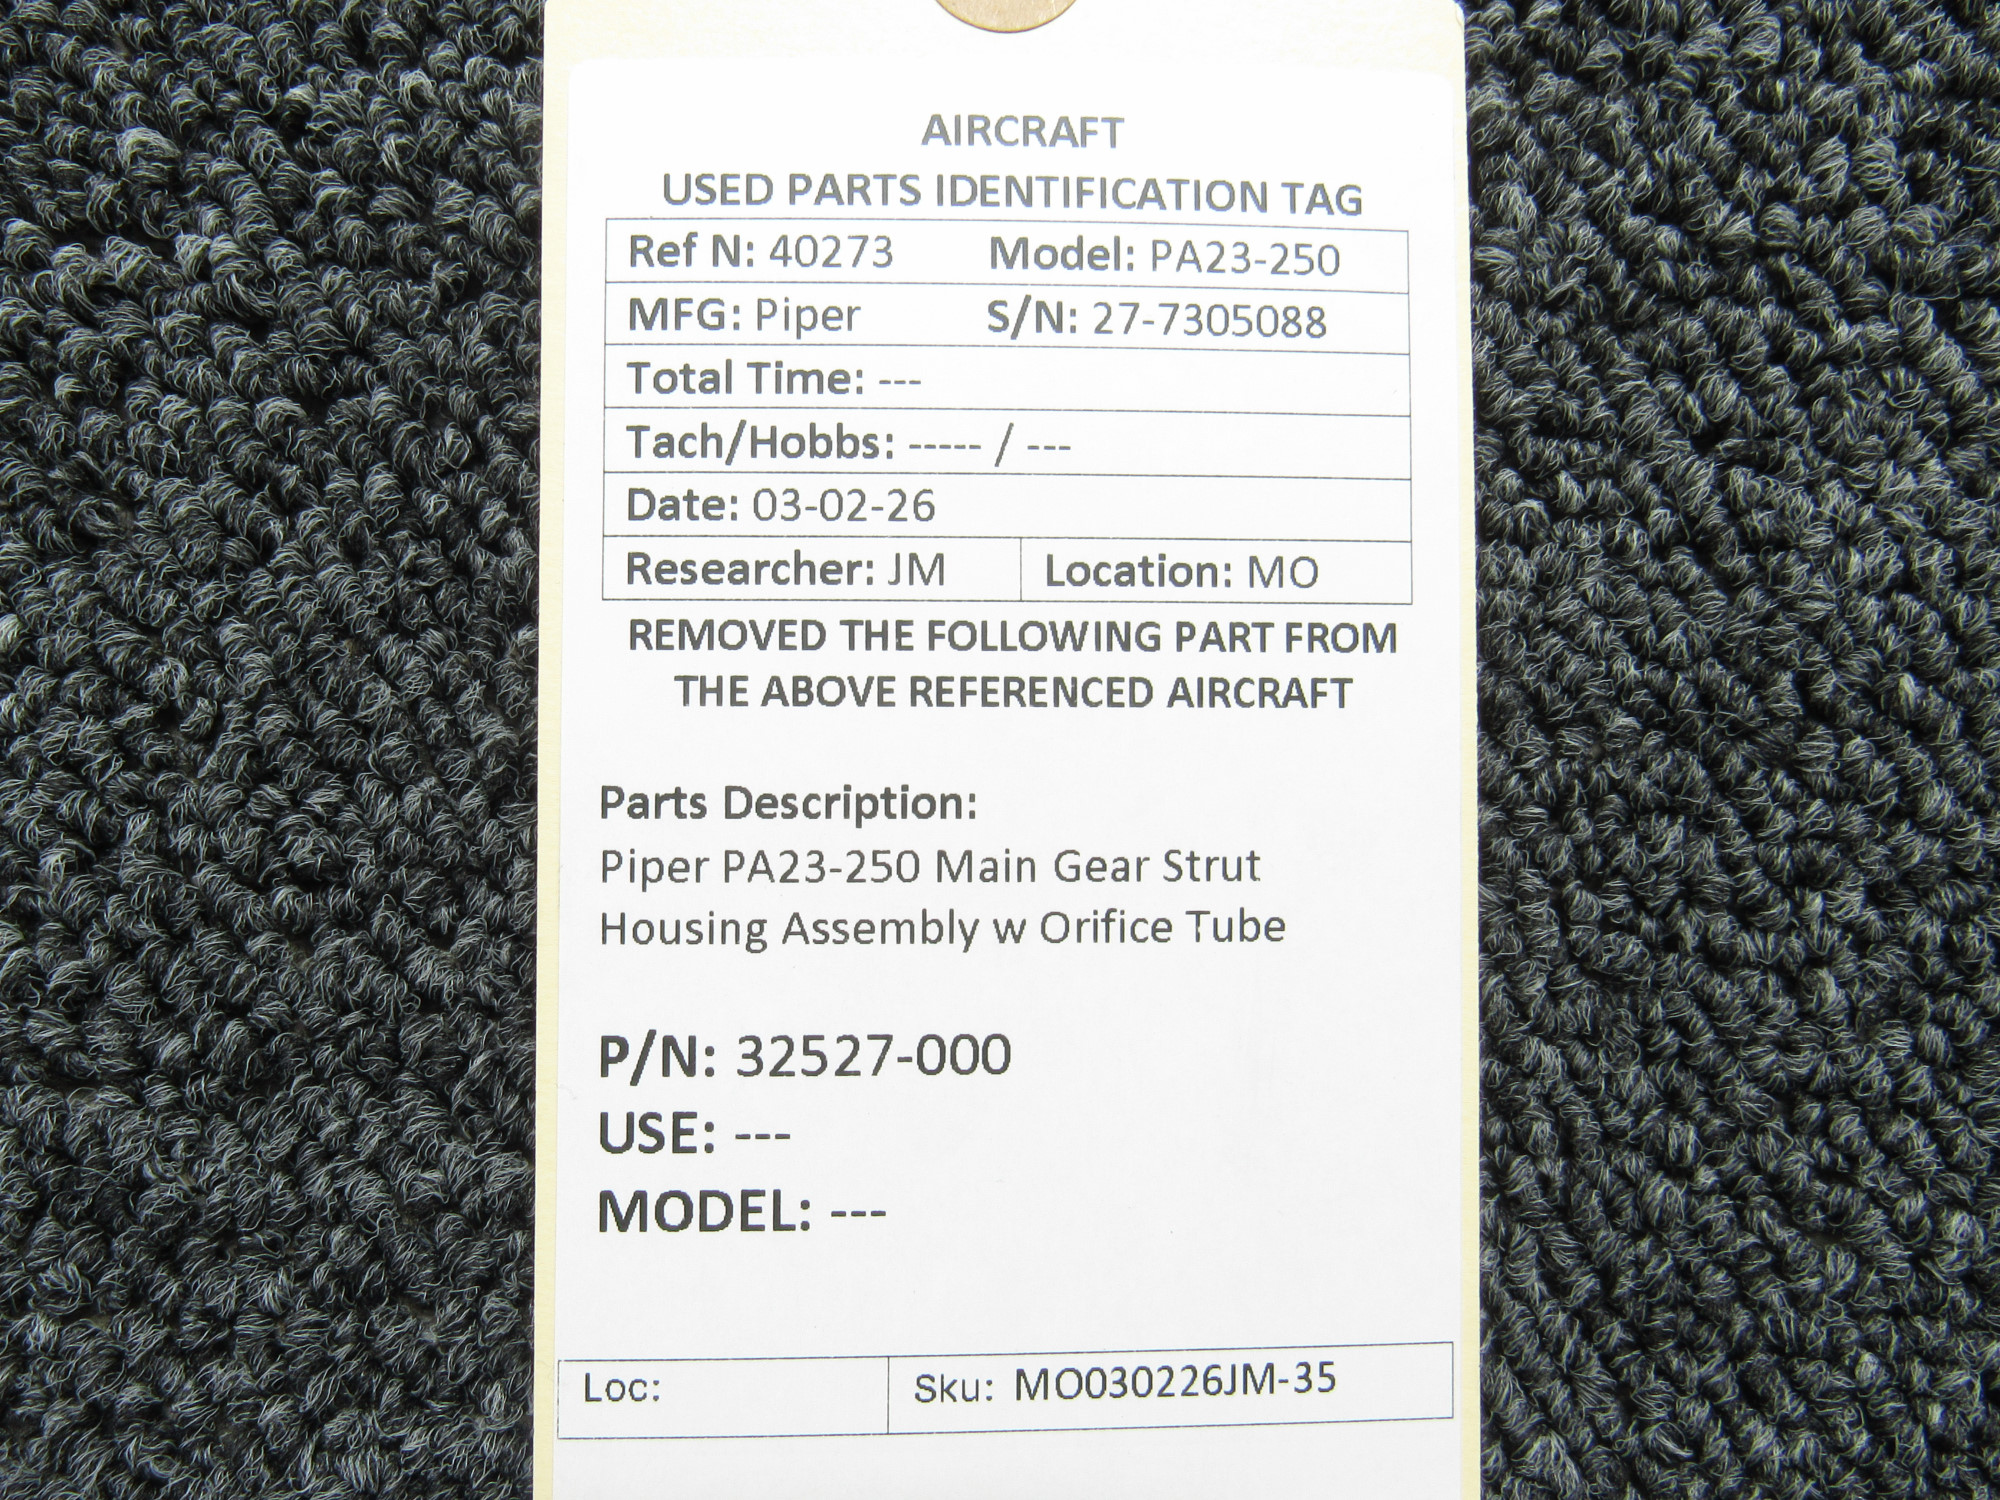 AIRCRAFT
USED PARTS IDENTIFICATION TAG
Ref N: 40273 Model: PA23-250
MFG: Piper S/N: 27-7305088
Total Time: ---
Tach/Hobbs: ----- / ---
Date: 03-02-26
Researcher: JM Location: MO
REMOVED THE FOLLOWING PART FROM
THE ABOVE REFERENCED AIRCRAFT
Parts Description:
Piper PA23-250 Main Gear Strut
Housing Assembly w Orifice Tube
P/N: 32527-000
USE: ---
MODEL: ---
Loc: Sku: MO030226JM-35